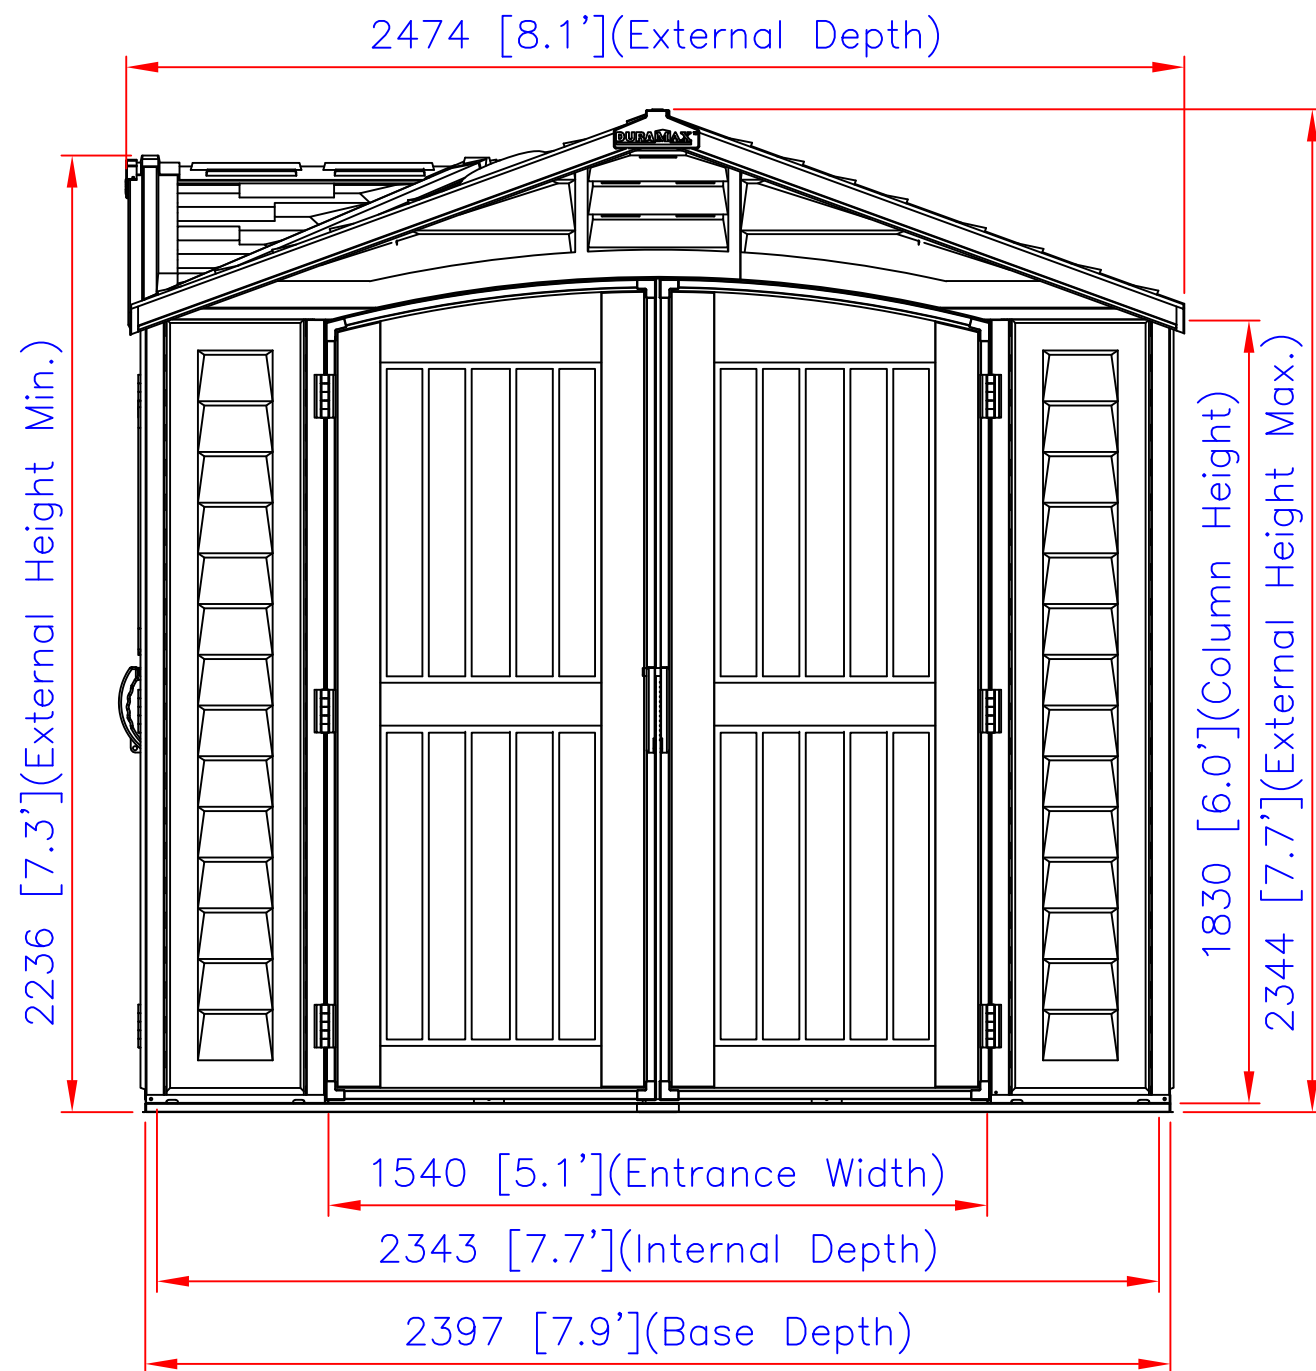 2474 [8.1'](External Depth)
DURAMAX
2236 [7.3'](External Height Min.)
1830 [6.0'](Column Height)
2344 [7.7'](External Height Max.)
1540 [5.1'](Entrance Width)
2343 [7.7'](Internal Depth)
2397 [7.9'](Base Depth)